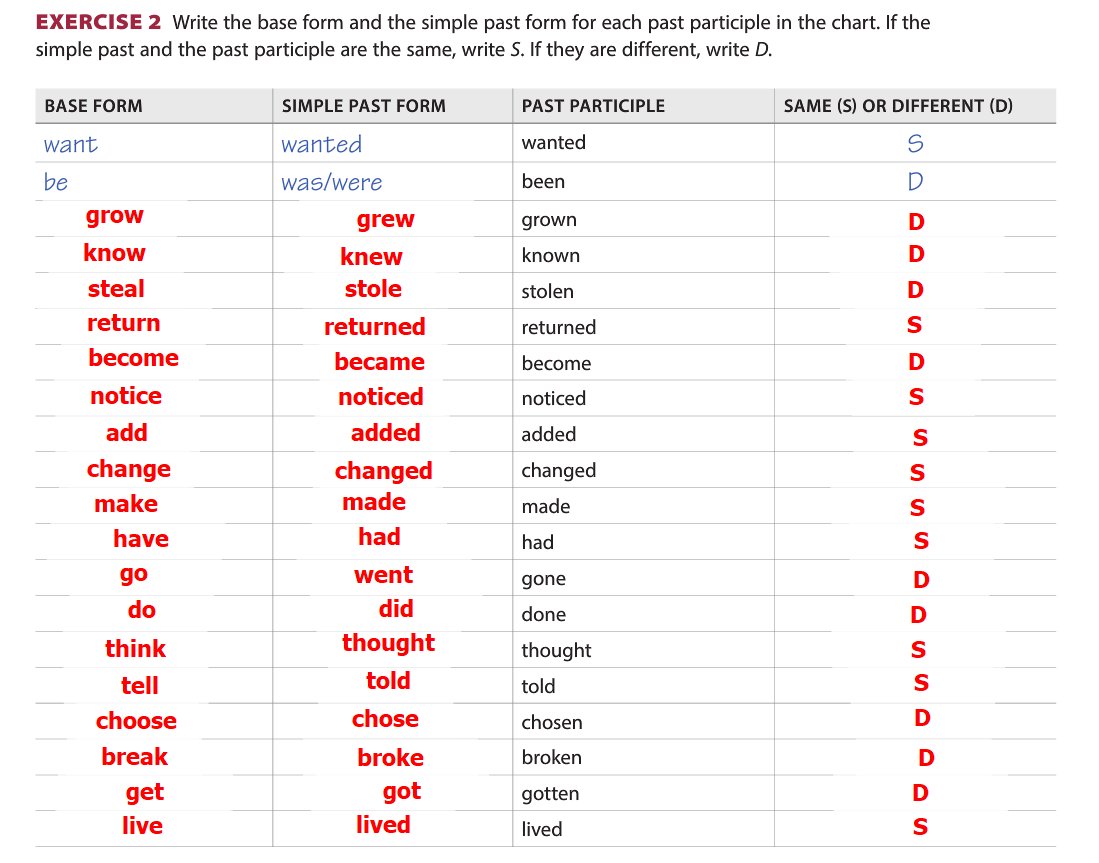 EXERCISE 2 Write the base form and the simple past form for each past participle in the chart. If the
simple past and the past participle are the same, write S. If they are different, write D.
BASE FORM SIMPLE PAST FORM PAST PARTICIPLE SAME (S) OR DIFFERENT (D)
want wanted wanted S
be was/were been D
grow grew grown D
know knew known D
steal stole stolen D
return returned returned S
become became become D
notice noticed noticed S
add added added S
change changed changed S
make made made S
have had had S
go went gone D
do did done D
think thought thought S
tell told told S
choose chose chosen D
break broke broken D
get got gotten D
live lived lived S